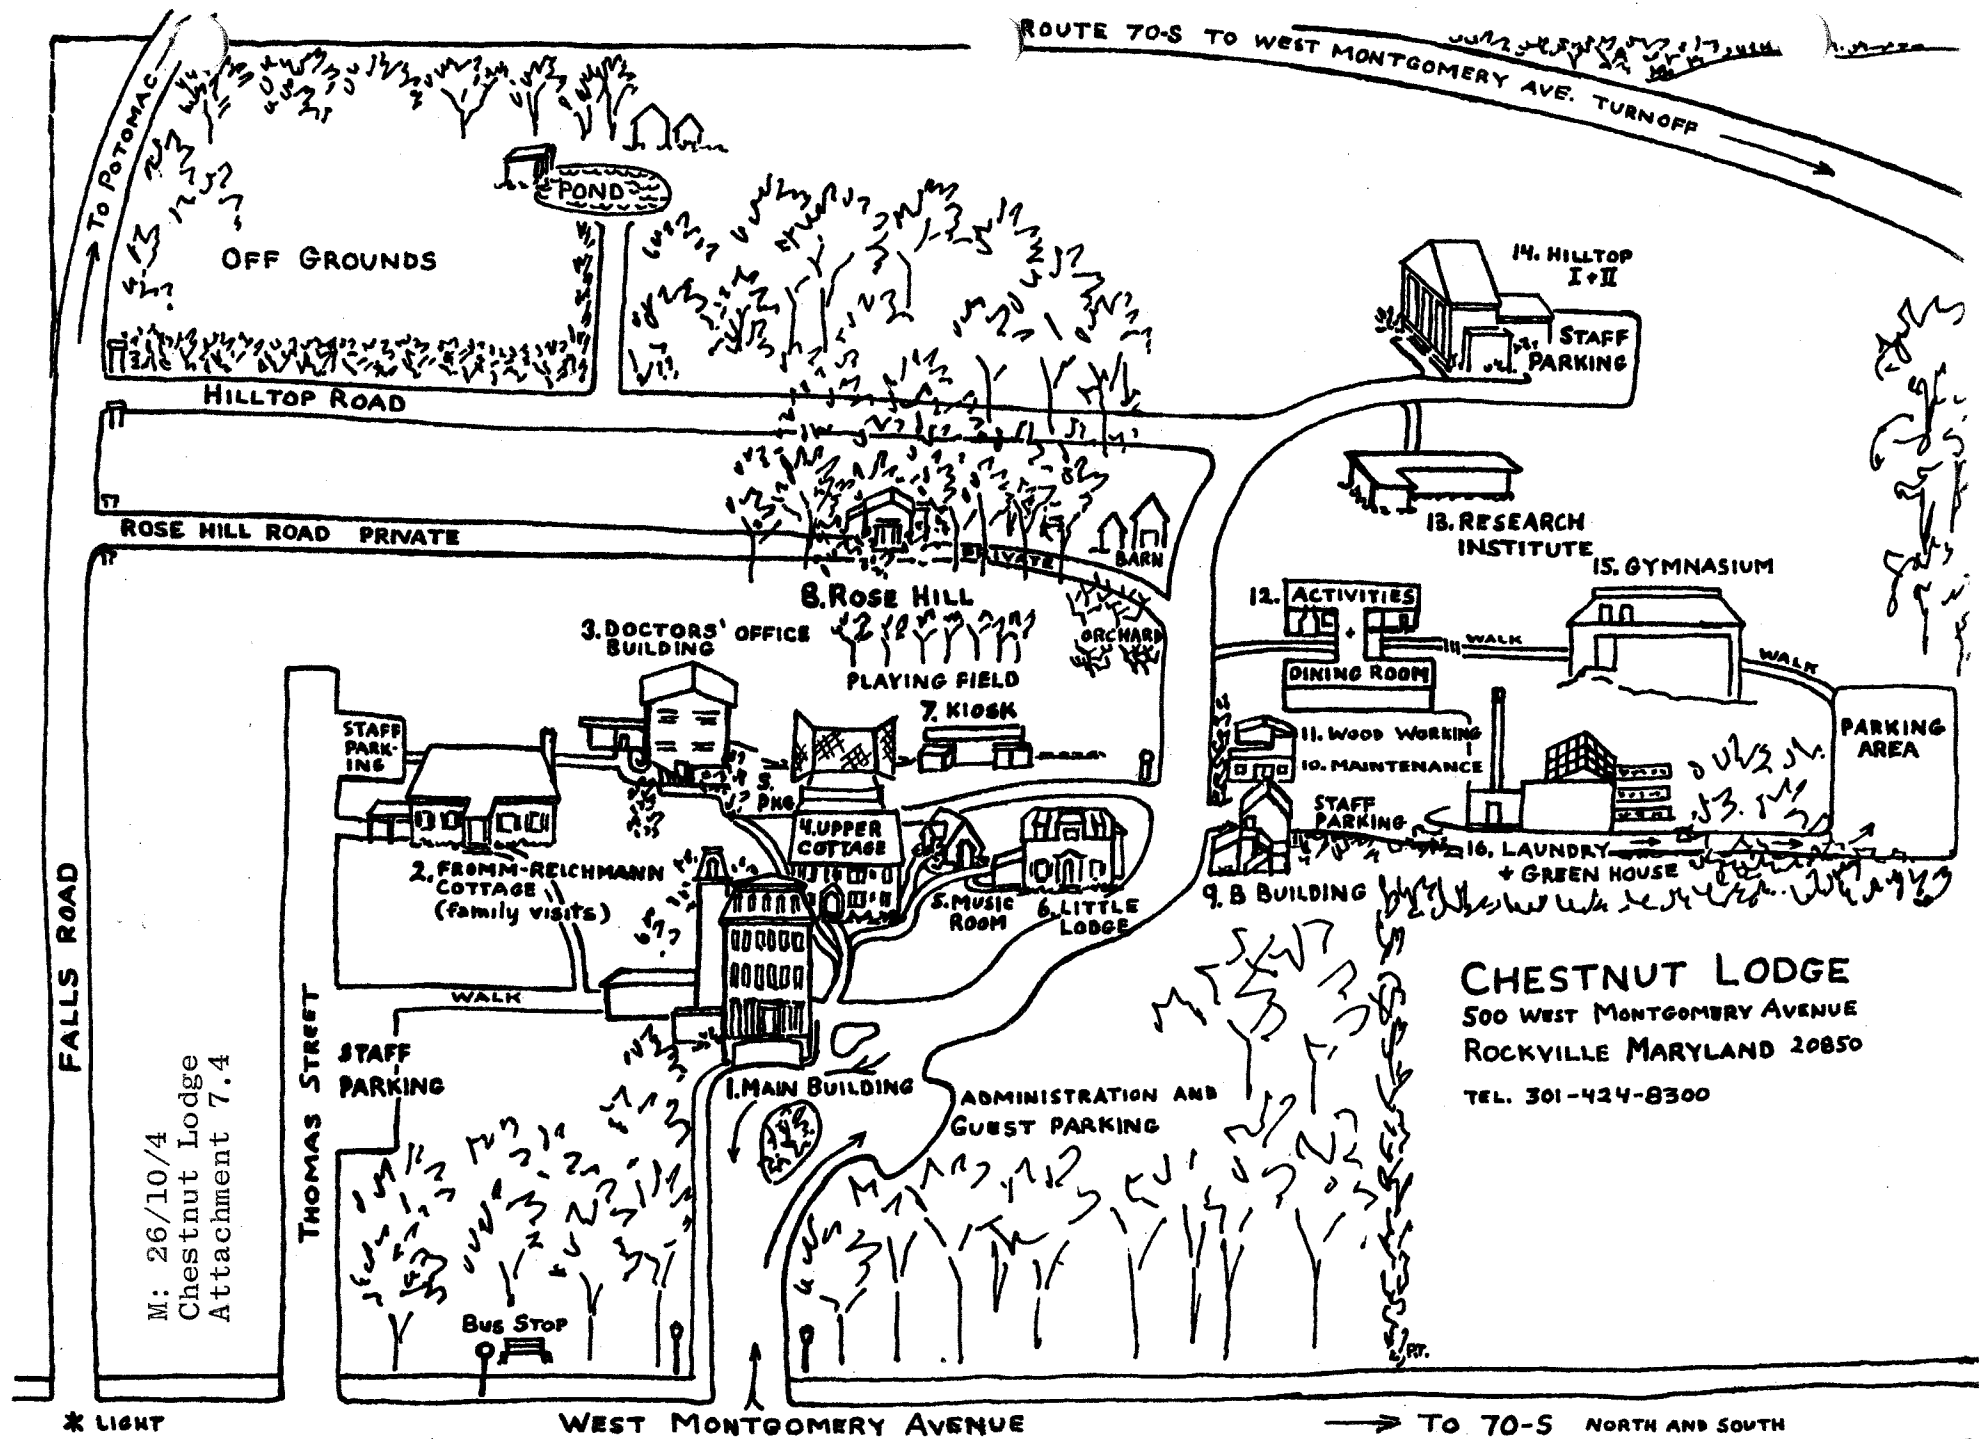 ROUTE 70-S TO WEST MONTGOMERY AVE. TURNOFF
TO POTOMAC
POND
OFF GROUNDS
14. HILLTOP
I + II
STAFF
PARKING
HILLTOP ROAD
13. RESEARCH
INSTITUTE
ROSE HILL ROAD PRIVATE
PRIVATE
BARN
15. GYMNASIUM
8. ROSE HILL
12. ACTIVITIES
+
DINING ROOM
WALK
WALK
ORCHARD
3. DOCTORS' OFFICE
BUILDING
PLAYING FIELD
7. KIOSK
STAFF
PARK-
ING
PARKING
AREA
11. WOOD WORKING
10. MAINTENANCE
STAFF
PARKING
PKG
4. UPPER
COTTAGE
2. FROMM-REICHMANN
COTTAGE
(family visits)
5. MUSIC
ROOM
6. LITTLE
LODGE
9. B BUILDING
16. LAUNDRY
+ GREEN HOUSE
CHESTNUT LODGE
500 WEST MONTGOMERY AVENUE
ROCKVILLE MARYLAND 20850
TEL. 301-424-8300
WALK
STAFF
PARKING
1. MAIN BUILDING
ADMINISTRATION AND
GUEST PARKING
FALLS ROAD
THOMAS STREET
M: 26/10/4
Chestnut Lodge
Attachment 7.4
BUS STOP
P.T.
* LIGHT
WEST MONTGOMERY AVENUE
TO 70-S NORTH AND SOUTH